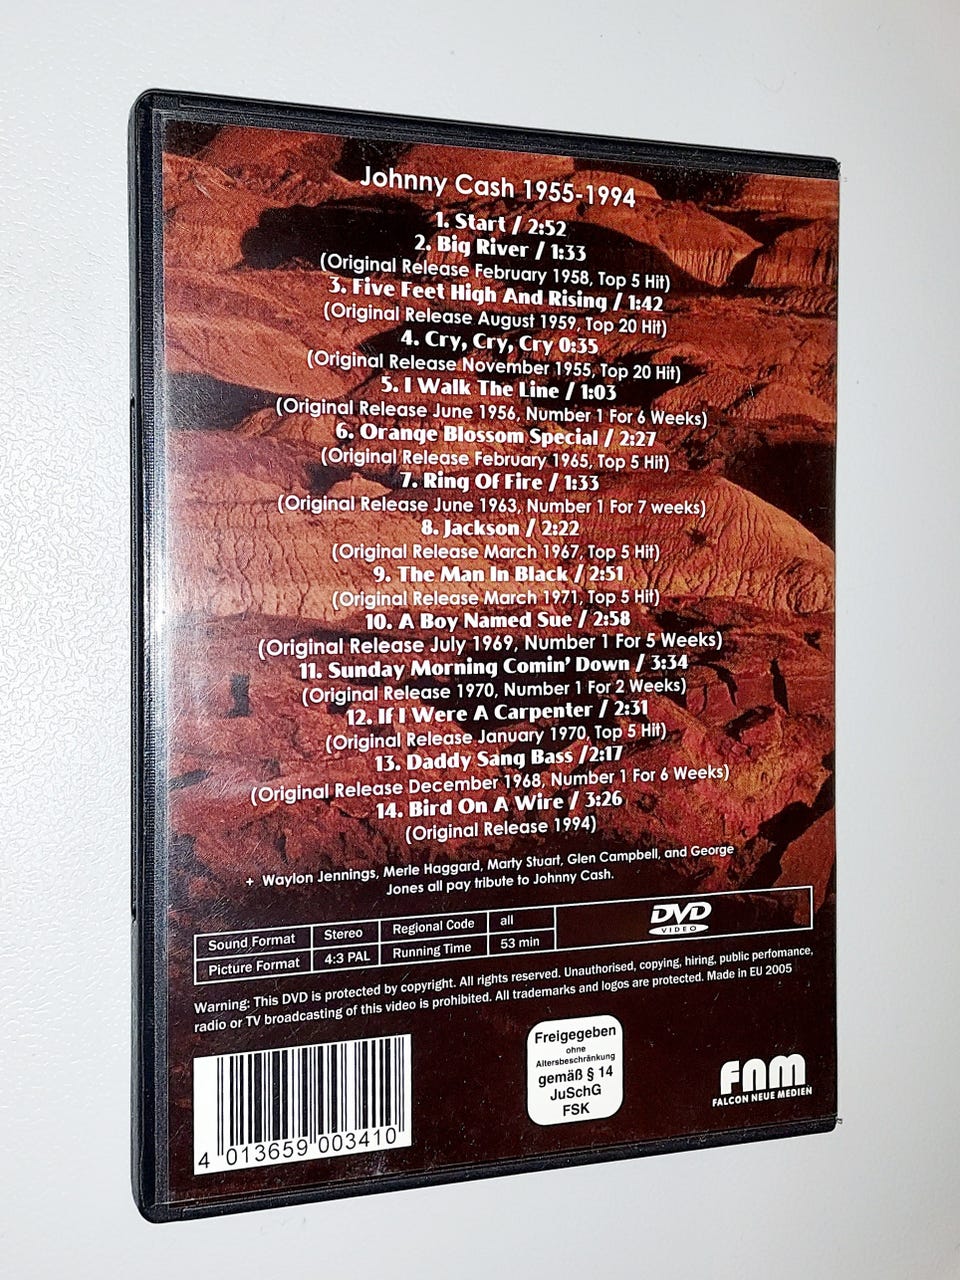 Johnny Cash 1955-1994
1. Start / 2:52
2. Big River / 1:33
(Original Release February 1958, Top 5 Hit)
3. Five Feet High And Rising / 1:42
(Original Release August 1959, Top 20 Hit)
4. Cry, Cry, Cry 0:35
(Original Release November 1955, Top 20 Hit)
5. I Walk The Line / 1:03
(Original Release June 1956, Number 1 For 6 Weeks)
6. Orange Blossom Special / 2:27
(Original Release February 1965, Top 5 Hit)
7. Ring Of Fire / 1:33
(Original Release June 1963, Number 1 For 7 weeks)
8. Jackson / 2:22
(Original Release March 1967, Top 5 Hit)
9. The Man In Black / 2:51
(Original Release March 1971, Top 5 Hit)
10. A Boy Named Sue / 2:58
(Original Release July 1969, Number 1 For 5 Weeks)
11. Sunday Morning Comin' Down / 3:34
(Original Release 1970, Number 1 For 2 Weeks)
12. If I Were A Carpenter / 2:31
(Original Release January 1970, Top 5 Hit)
13. Daddy Sang Bass /2:17
(Original Release December 1968, Number 1 For 6 Weeks)
14. Bird On A Wire / 3:26
(Original Release 1994)
+ Waylon Jennings, Merle Haggard, Marty Stuart, Glen Campbell, and George
Jones all pay tribute to Johnny Cash.
Sound Format Stereo Regional Code all
Picture Format 4:3 PAL Running Time 53 min
DVD
VIDEO
Warning: This DVD is protected by copyright. All rights reserved. Unauthorised, copying, hiring, public perfomance,
radio or TV broadcasting of this video is prohibited. All trademarks and logos are protected. Made in EU 2005
4 013659 003410
Freigegeben
ohne
Altersbeschränkung
gemäß § 14
JuSchG
FSK
FNM
FALCON NEUE MEDIEN